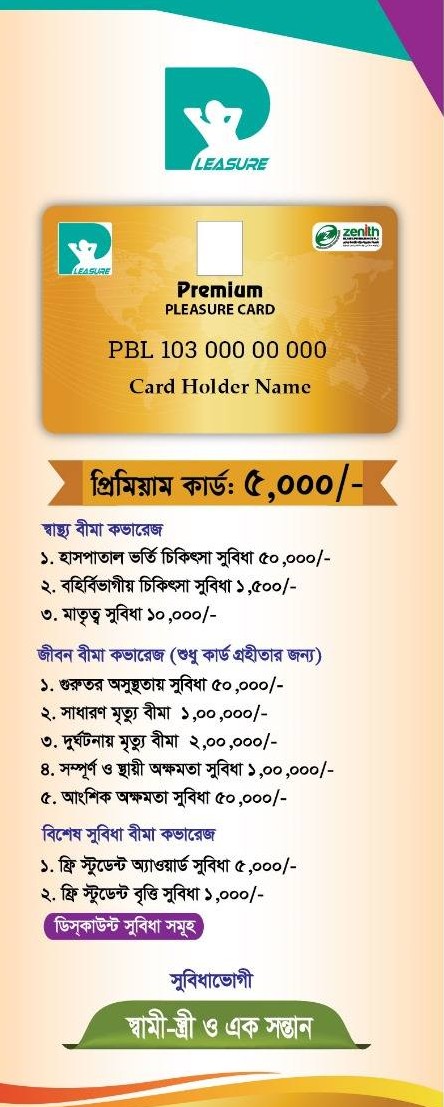 P
LEASURE
P
LEASURE
zenith
Premium
PLEASURE CARD
PBL 103 000 00 000
Card Holder Name
প্রিমিয়াম কার্ড: ৫,০০০/-
স্বাস্থ্য বীমা কভারেজ
১. হাসপাতাল ভর্তি চিকিৎসা সুবিধা ৫০,০০০/-
২. বহির্বিভাগীয় চিকিৎসা সুবিধা ১,৫০০/-
৩. মাতৃত্ব সুবিধা ১০,০০০/-
জীবন বীমা কভারেজ (শুধু কার্ড গ্রহীতার জন্য)
১. গুরুতর অসুস্থতায় সুবিধা ৫০,০০০/-
২. সাধারণ মৃত্যু বীমা ১,০০,০০০/-
৩. দুর্ঘটনায় মৃত্যু বীমা ২,০০,০০০/-
৪. সম্পূর্ণ ও স্থায়ী অক্ষমতা সুবিধা ১,০০,০০০/-
৫. আংশিক অক্ষমতা সুবিধা ৫০,০০০/-
বিশেষ সুবিধা বীমা কভারেজ
১. ফ্রি স্টুডেন্ট অ্যাওয়ার্ড সুবিধা ৫,০০০/-
২. ফ্রি স্টুডেন্ট বৃত্তি সুবিধা ১,০০০/-
ডিস্কাউন্ট সুবিধা সমূহ
সুবিধাভোগী
স্বামী-স্ত্রী ও এক সন্তান